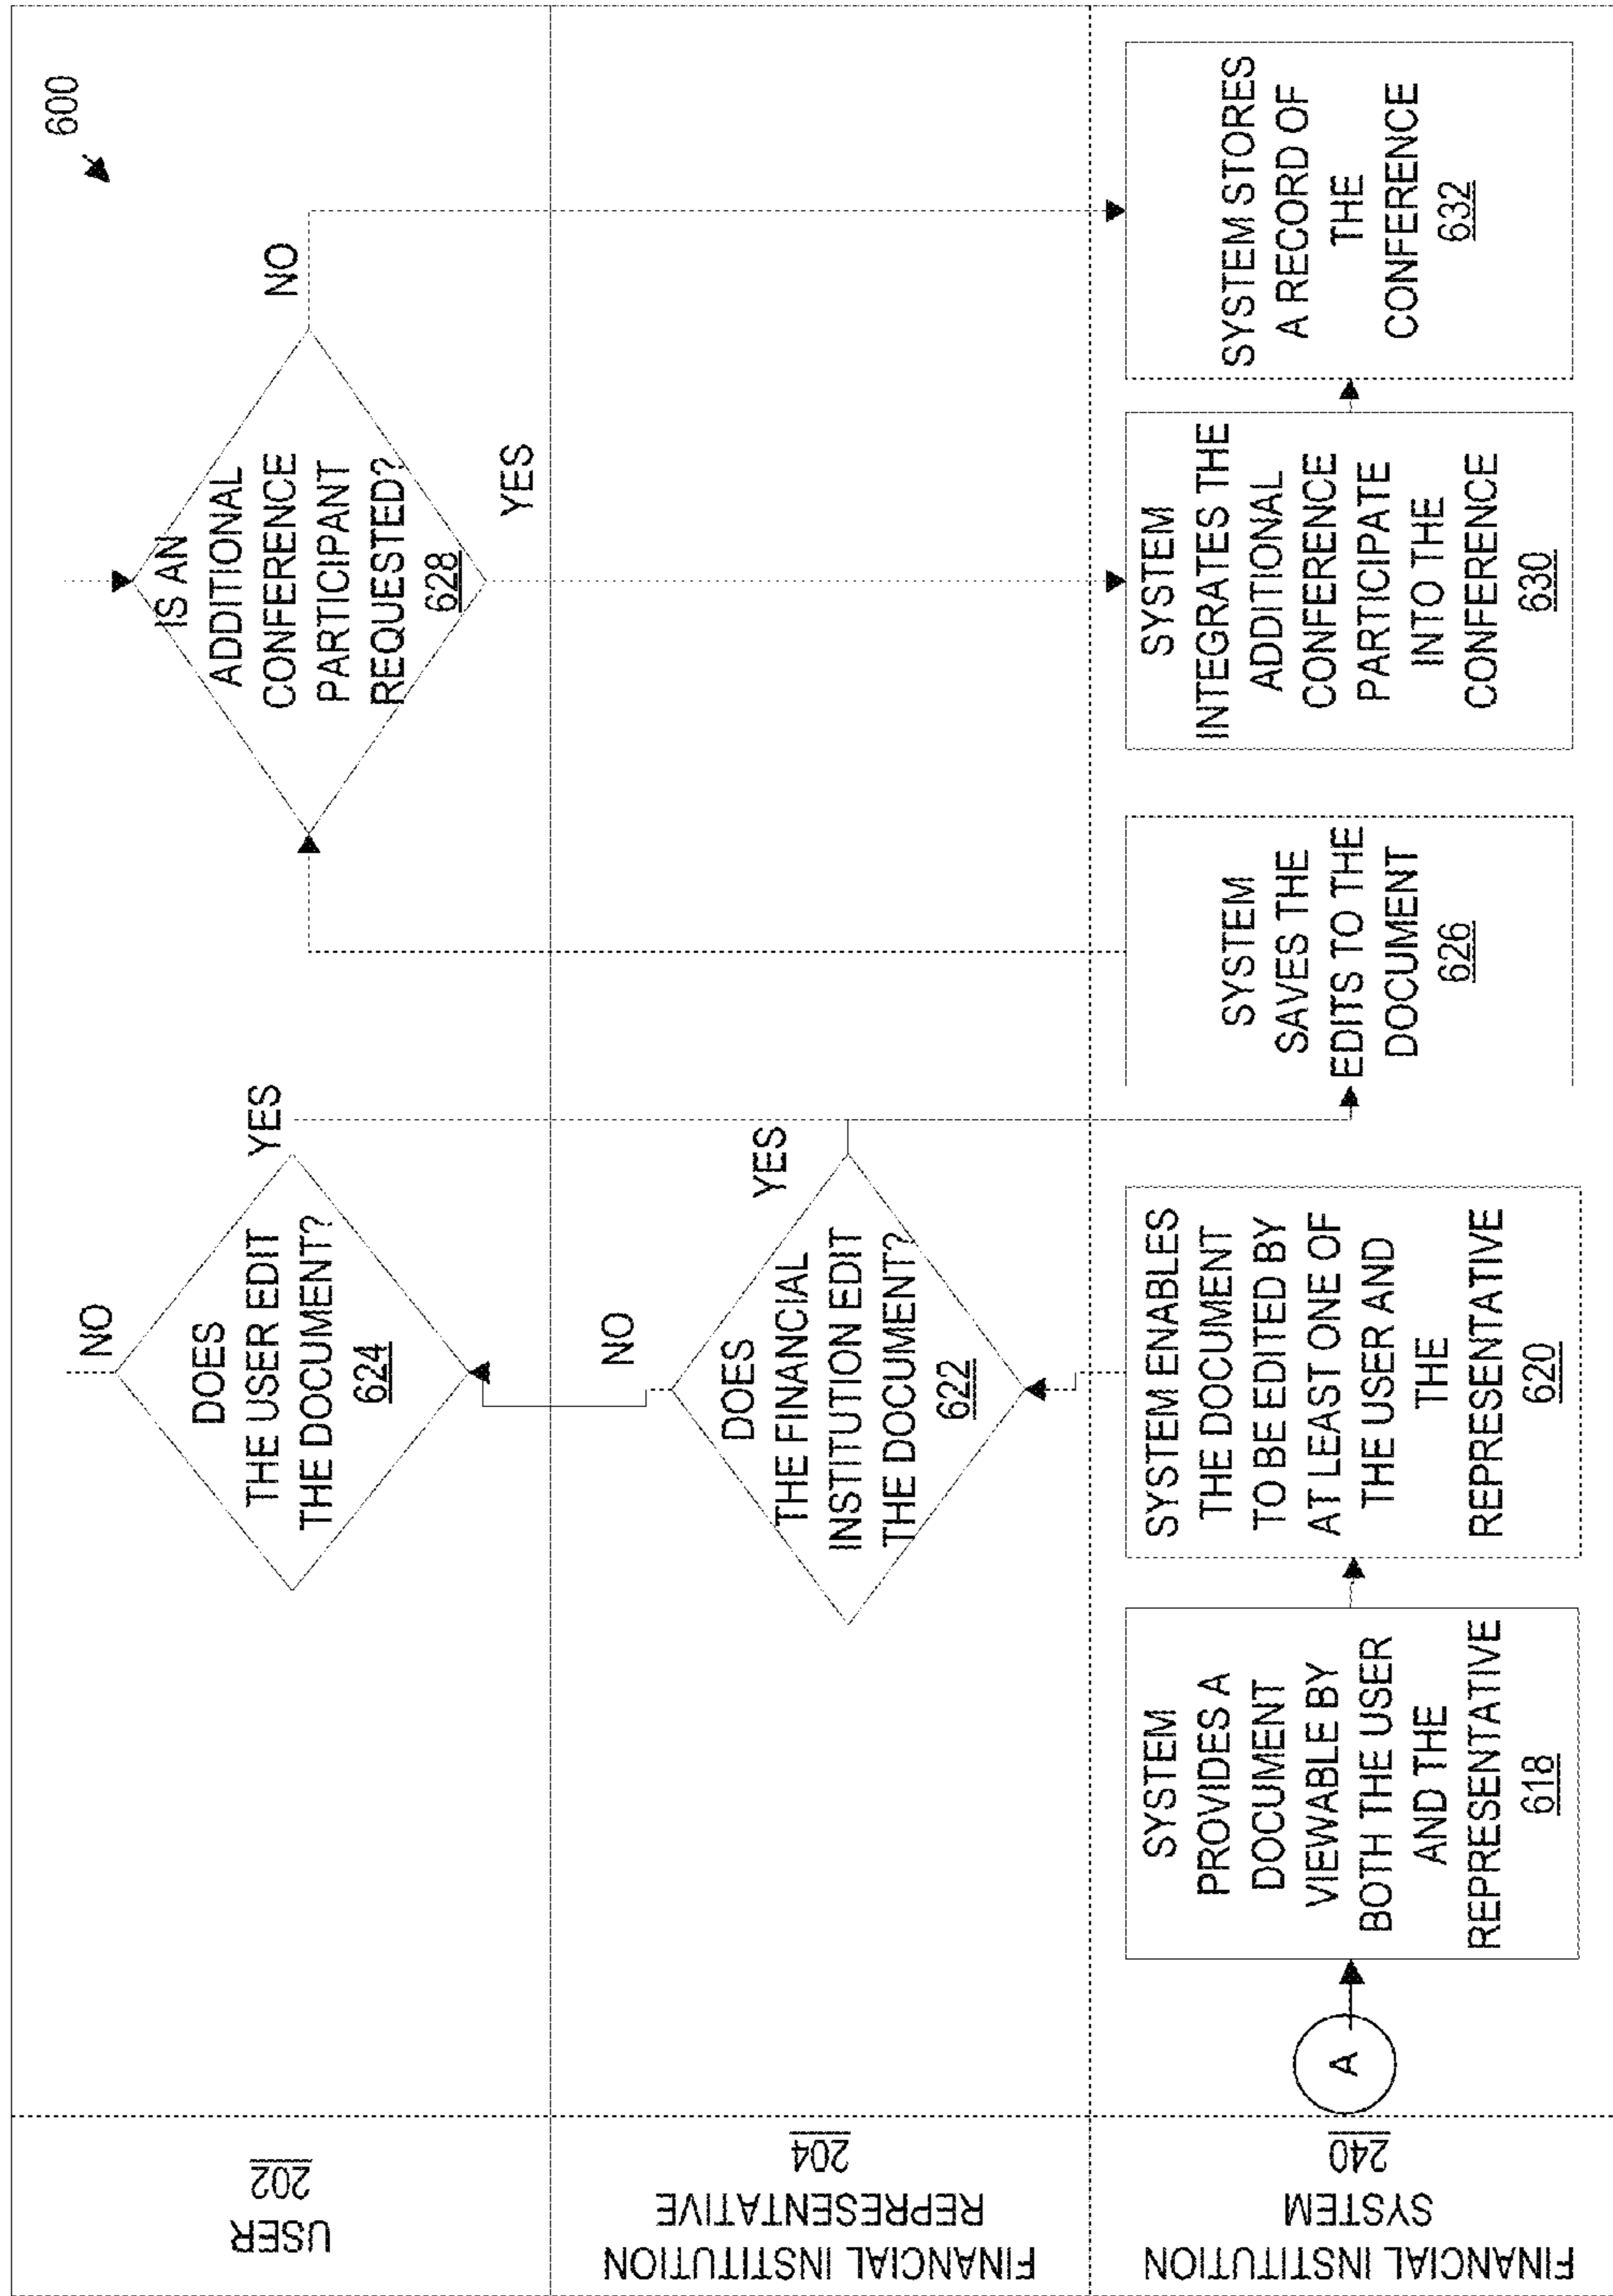 600
USER
202
FINANCIAL INSTITUTION
REPRESENTATIVE
204
FINANCIAL INSTITUTION
SYSTEM
240
A
SYSTEM
PROVIDES A
DOCUMENT
VIEWABLE BY
BOTH THE USER
AND THE
REPRESENTATIVE
618
SYSTEM ENABLES
THE DOCUMENT
TO BE EDITED BY
AT LEAST ONE OF
THE USER AND
THE
REPRESENTATIVE
620
DOES
THE FINANCIAL
INSTITUTION EDIT
THE DOCUMENT?
622
NO
YES
DOES
THE USER EDIT
THE DOCUMENT?
624
NO
YES
SYSTEM
SAVES THE
EDITS TO THE
DOCUMENT
626
IS AN
ADDITIONAL
CONFERENCE
PARTICIPANT
REQUESTED?
628
NO
YES
SYSTEM
INTEGRATES THE
ADDITIONAL
CONFERENCE
PARTICIPATE
INTO THE
CONFERENCE
630
SYSTEM STORES
A RECORD OF
THE
CONFERENCE
632